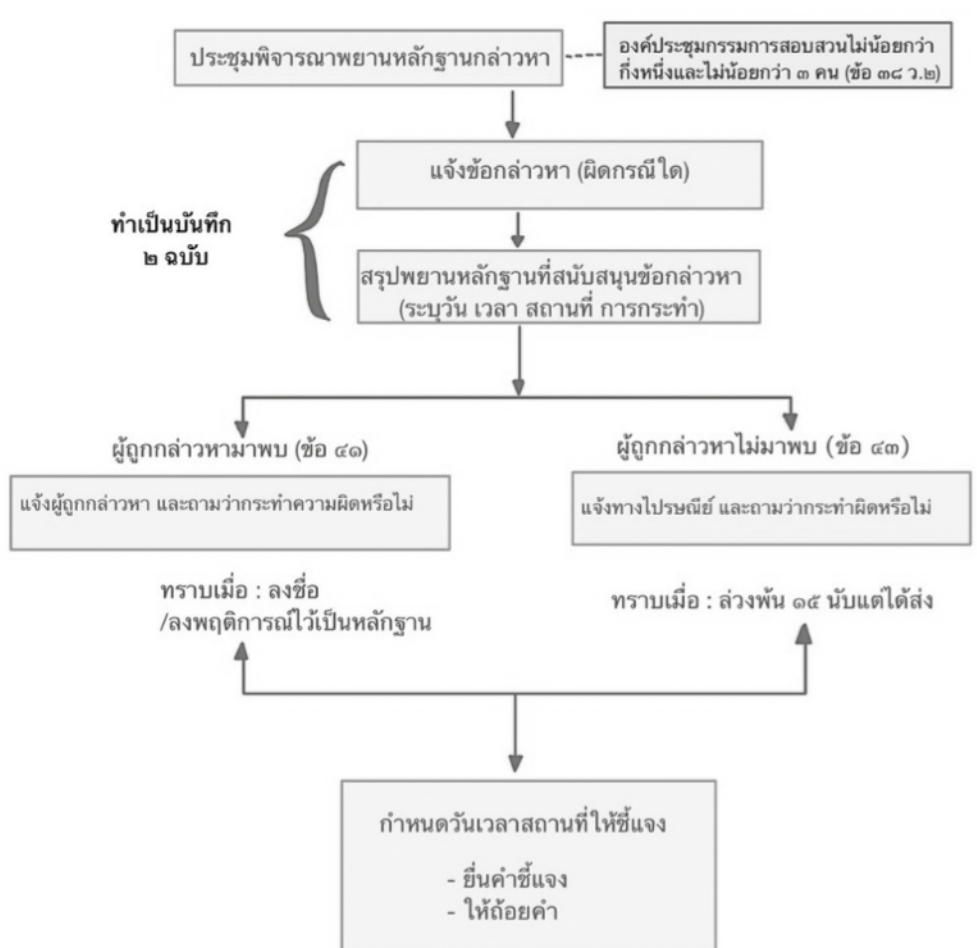 ประชุมพิจารณาพยานหลักฐานกล่าวหา
องค์ประชุมกรรมการสอบสวนไม่น้อยกว่า
กึ่งหนึ่งและไม่น้อยกว่า ๓ คน (ข้อ ๓๘ ว.๒)
แจ้งข้อกล่าวหา (ผิดกรณีใด)
ทำเป็นบันทึก
๒ ฉบับ
สรุปพยานหลักฐานที่สนับสนุนข้อกล่าวหา
(ระบุวัน เวลา สถานที่ การกระทำ)
ผู้ถูกกล่าวหามาพบ (ข้อ ๔๑)
แจ้งผู้ถูกกล่าวหา และถามว่ากระทำความผิดหรือไม่
ทราบเมื่อ : ลงชื่อ
/ลงพฤติการณ์ไว้เป็นหลักฐาน
ผู้ถูกกล่าวหาไม่มาพบ (ข้อ ๔๓)
แจ้งทางไปรษณีย์ และถามว่ากระทำผิดหรือไม่
ทราบเมื่อ : ล่วงพ้น ๑๕ นับแต่ได้ส่ง
กำหนดวันเวลาสถานที่ให้ชี้แจง
- ยื่นคำชี้แจง
- ให้ถ้อยคำ